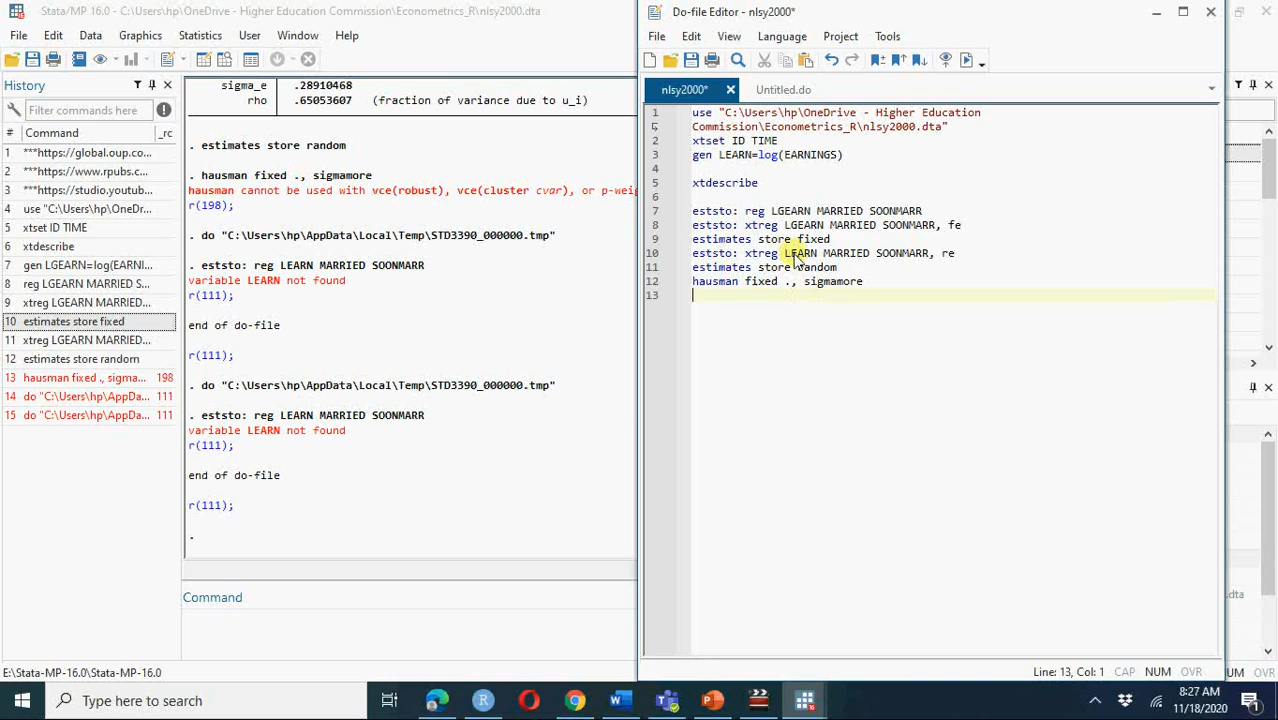 Stata/MP 16.0 - C:\Users\hp\OneDrive - Higher Education Commission\Econometrics_R\nlsy2000.dta
File Edit Data Graphics Statistics User Window Help
History
Filter commands here
# Command _rc
1 ***https://global.oup.co...
2 ***https://www.rpubs.c...
3 ***https://studio.youtub...
4 use "C:\Users\hp\OneDr...
5 xtset ID TIME
6 xtdescribe
7 gen LGEARN=log(EARNI...
8 reg LGEARN MARRIED S...
9 xtreg LGEARN MARRIED...
10 estimates store fixed
11 xtreg LGEARN MARRIED...
12 estimates store random
13 hausman fixed ., sigma... 198
14 do "C:\Users\hp\AppDa... 111
15 do "C:\Users\hp\AppDa... 111
sigma_e .28910468
rho .65053607 (fraction of variance due to u_i)
. estimates store random
. hausman fixed ., sigmamore
hausman cannot be used with vce(robust), vce(cluster cvar), or p-weig
r(198);
. do "C:\Users\hp\AppData\Local\Temp\STD3390_000000.tmp"
. eststo: reg LEARN MARRIED SOONMARR
variable LEARN not found
r(111);
end of do-file
r(111);
. do "C:\Users\hp\AppData\Local\Temp\STD3390_000000.tmp"
. eststo: reg LEARN MARRIED SOONMARR
variable LEARN not found
r(111);
end of do-file
r(111);
.
Command
E:\Stata-MP-16.0\Stata-MP-16.0
Do-file Editor - nlsy2000*
File Edit View Language Project Tools
nlsy2000* Untitled.do
1 use "C:\Users\hp\OneDrive - Higher Education
Commission\Econometrics_R\nlsy2000.dta"
2 xtset ID TIME
3 gen LEARN=log(EARNINGS)
4
5 xtdescribe
6
7 eststo: reg LGEARN MARRIED SOONMARR
8 eststo: xtreg LGEARN MARRIED SOONMARR, fe
9 estimates store fixed
10 eststo: xtreg LEARN MARRIED SOONMARR, re
11 estimates store random
12 hausman fixed ., sigmamore
13
Line: 13, Col: 1 CAP NUM OVR
.dta
UM OVR
Type here to search
8:27 AM
11/18/2020